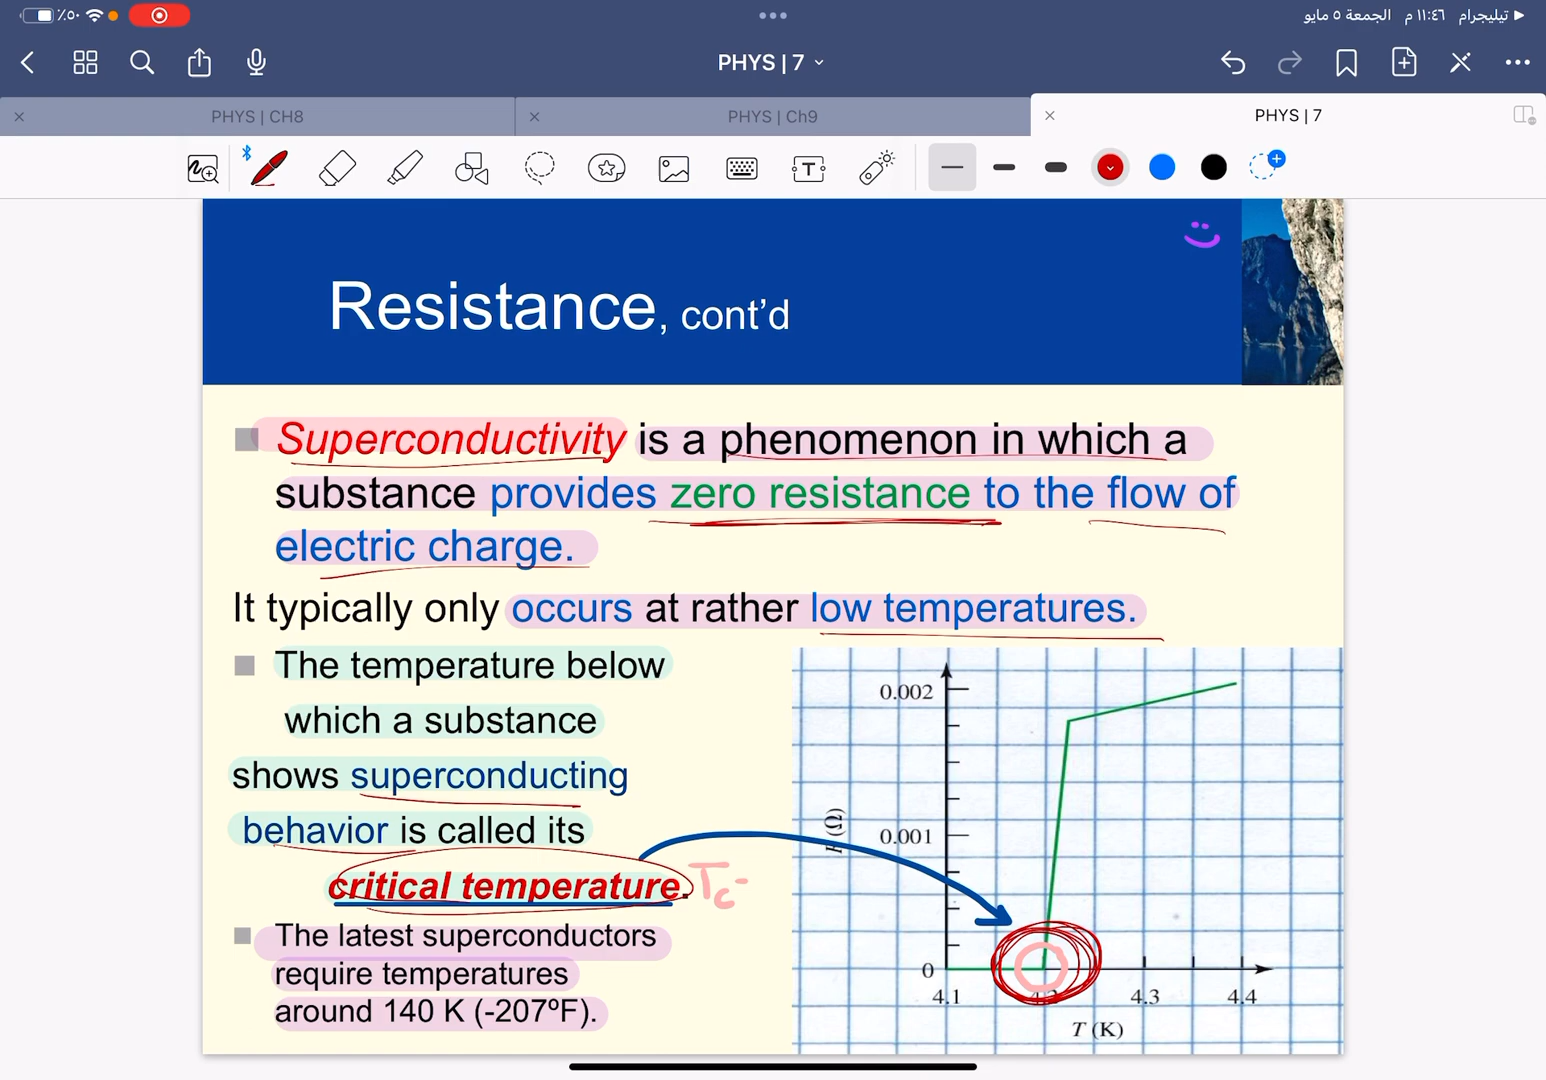 ٪٥٠ الجمعة ٥ مايو ١١:٤٦ م تيليجرام
PHYS | 7
PHYS | CH8
PHYS | Ch9
PHYS | 7
T
Resistance, cont’d
Superconductivity is a phenomenon in which a
substance provides zero resistance to the flow of
electric charge.
It typically only occurs at rather low temperatures.
The temperature below
which a substance
shows superconducting
behavior is called its
critical temperature. Tc
The latest superconductors
require temperatures
around 140 K (-207ºF).
0.002
0.001
R (Ω)
0
4.1 4.2 4.3 4.4
T (K)